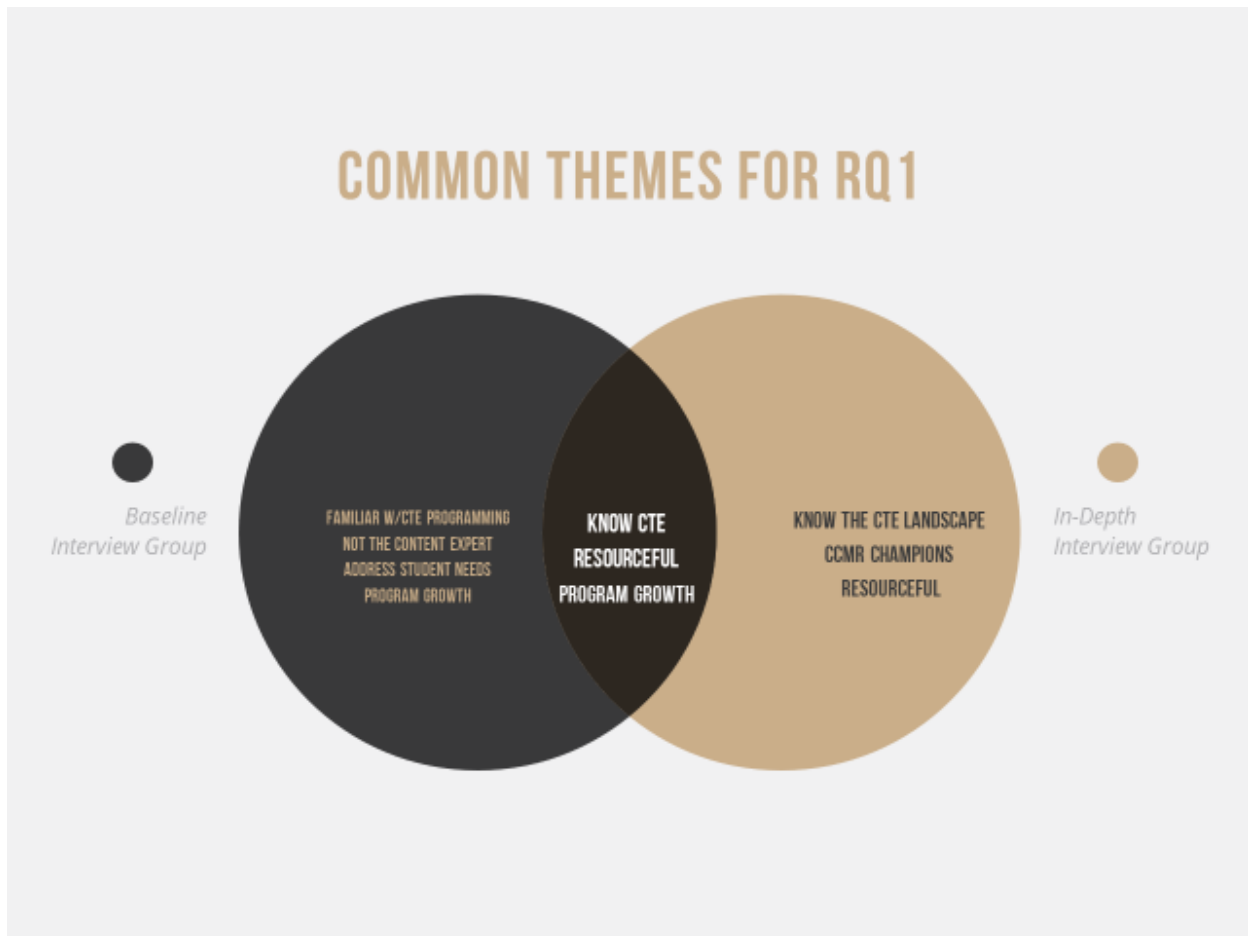 COMMON THEMES FOR RQ1
Baseline
Interview Group
FAMILIAR W/CTE PROGRAMMING
NOT THE CONTENT EXPERT
ADDRESS STUDENT NEEDS
PROGRAM GROWTH
KNOW CTE
RESOURCEFUL
PROGRAM GROWTH
KNOW THE CTE LANDSCAPE
CCMR CHAMPIONS
RESOURCEFUL
In-Depth
Interview Group